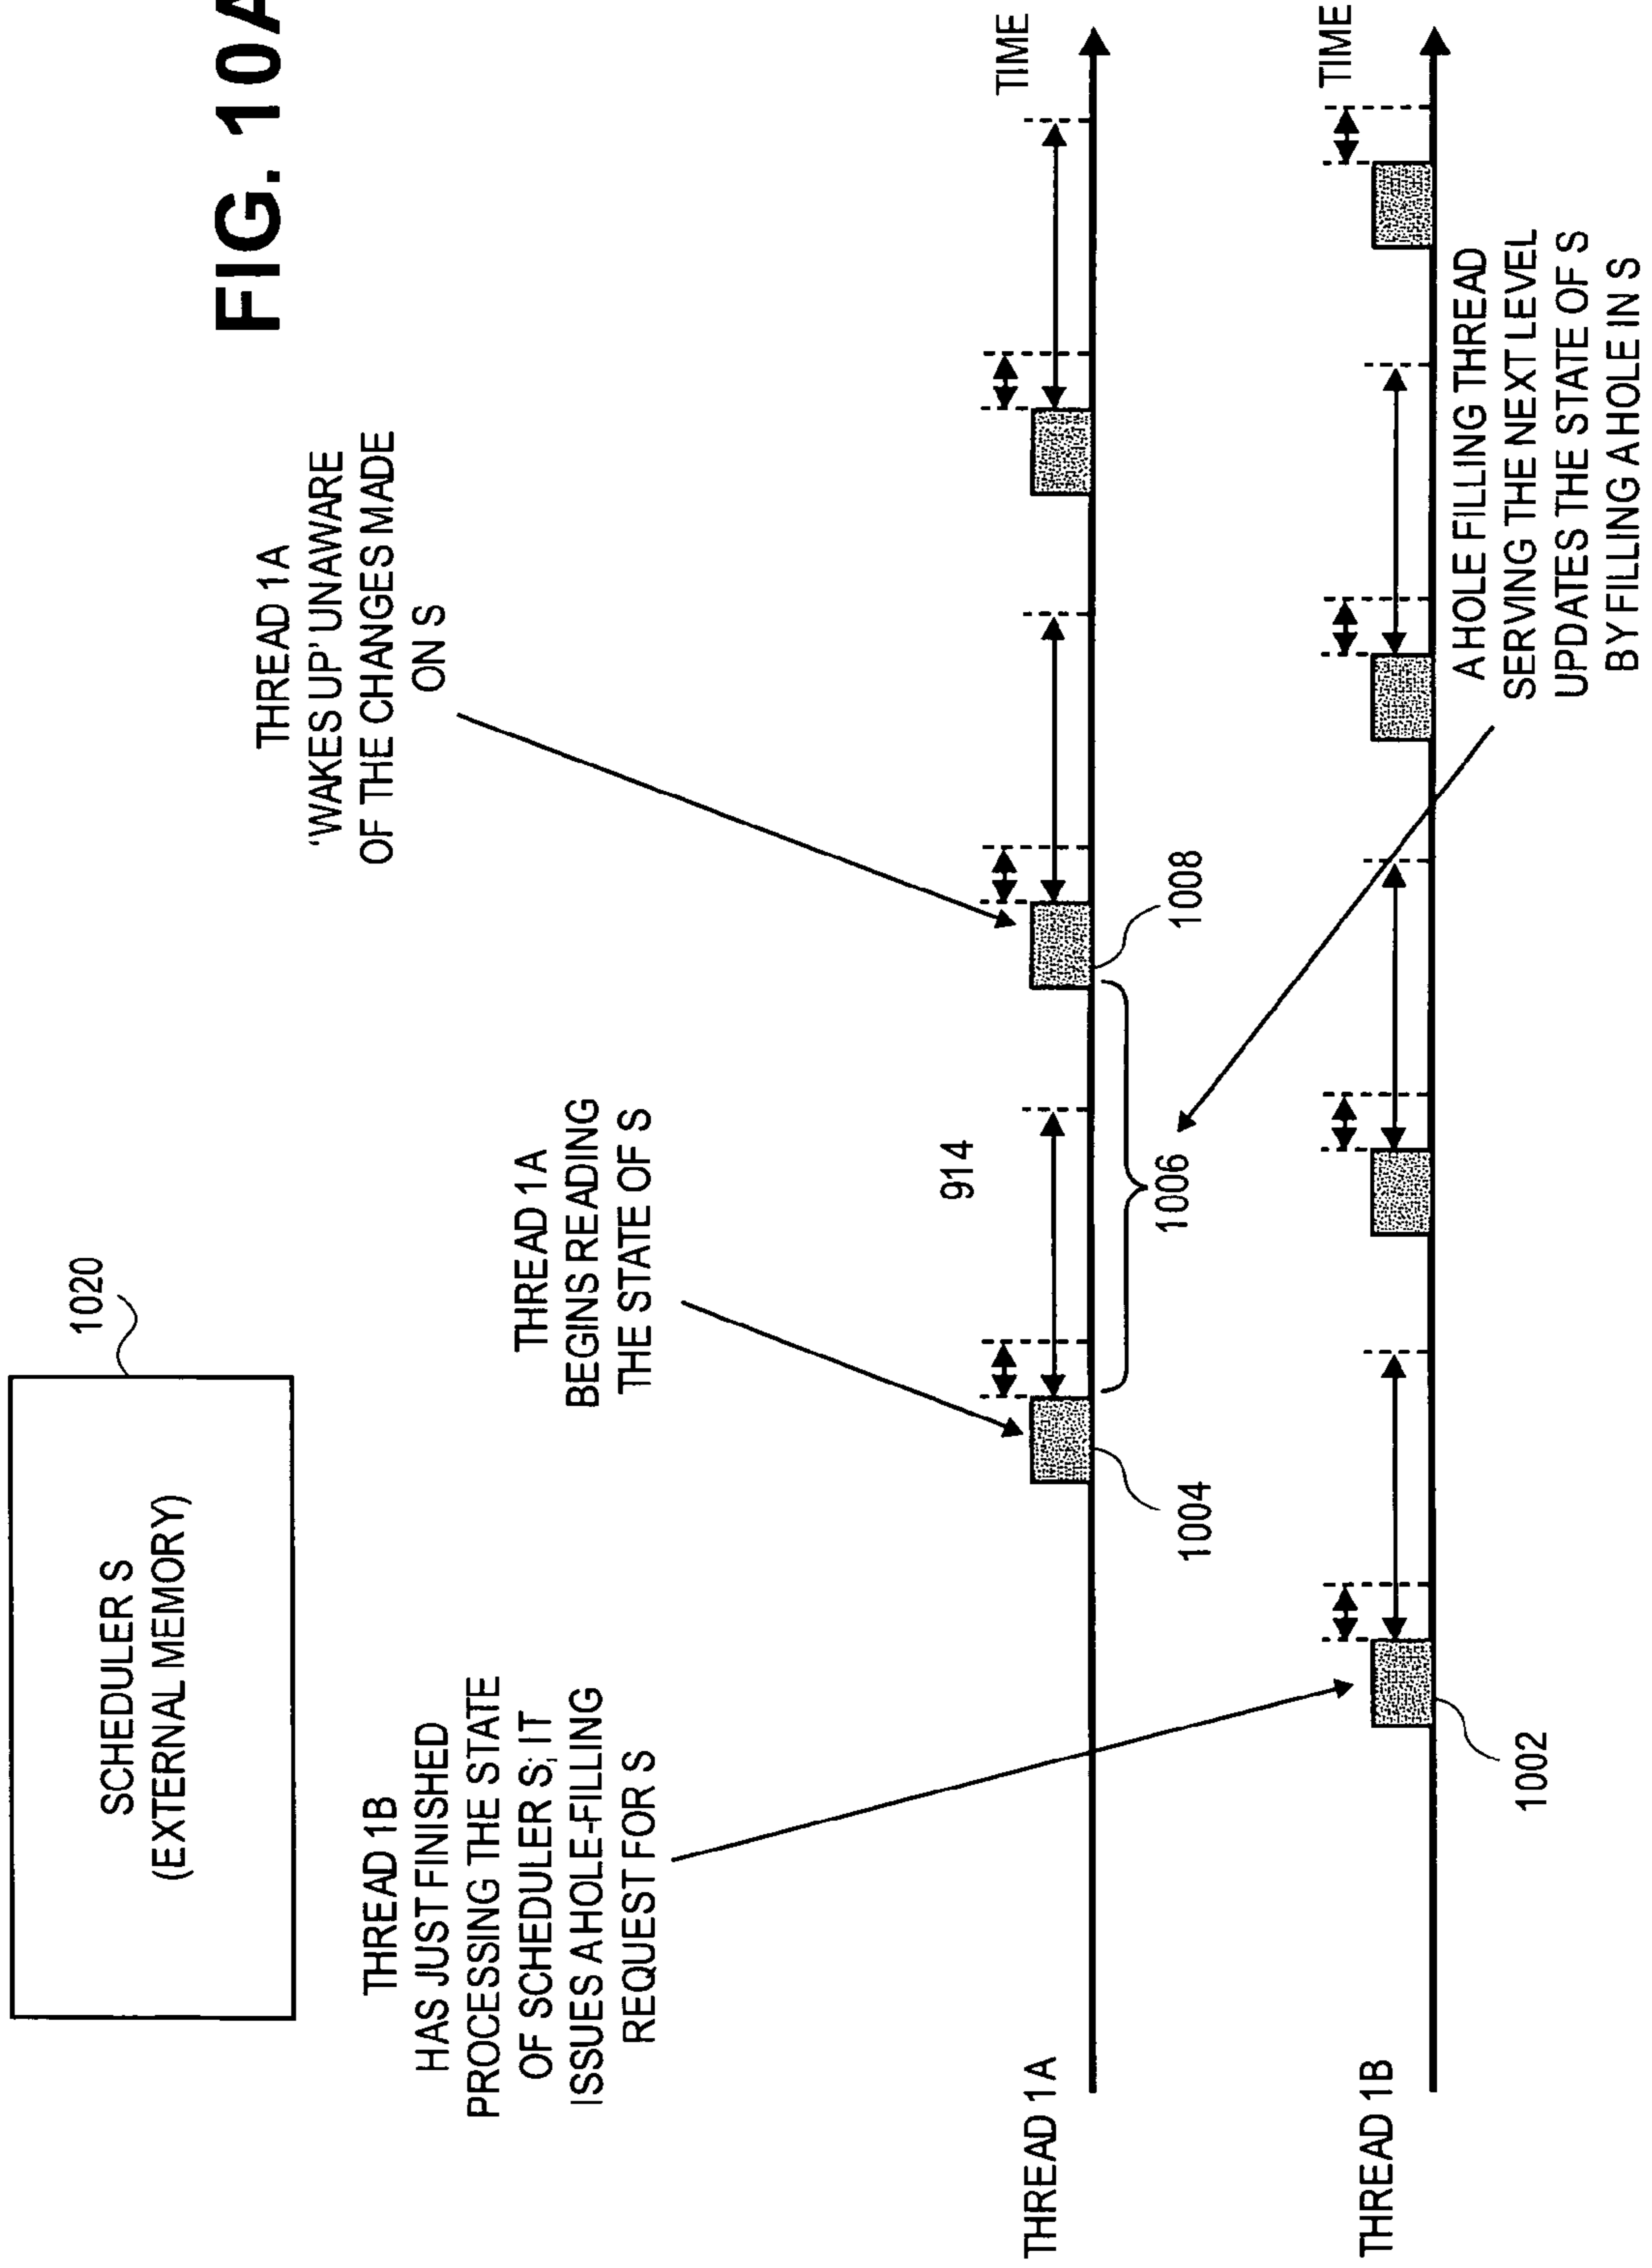 FIG. 10A
SCHEDULER S
(EXTERNAL MEMORY)
1020
THREAD 1B
HAS JUST FINISHED
PROCESSING THE STATE
OF SCHEDULER S; IT
ISSUES A HOLE-FILLING
REQUEST FOR S
THREAD 1A
BEGINS READING
THE STATE OF S
THREAD 1A
'WAKES UP' UNAWARE
OF THE CHANGES MADE
ON S
914
TIME
THREAD 1A
1004
1006
1008
TIME
THREAD 1B
1002
A HOLE FILLING THREAD
SERVING THE NEXT LEVEL
UPDATES THE STATE OF S
BY FILLING A HOLE IN S